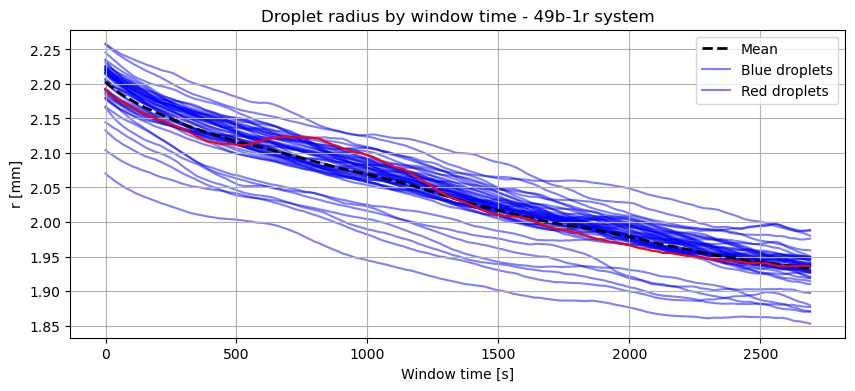 Droplet radius by window time - 49b-1r system
r [mm]
2.25
2.20
2.15
2.10
2.05
2.00
1.95
1.90
1.85
Mean
Blue droplets
Red droplets
0
500
1000
1500
2000
2500
Window time [s]